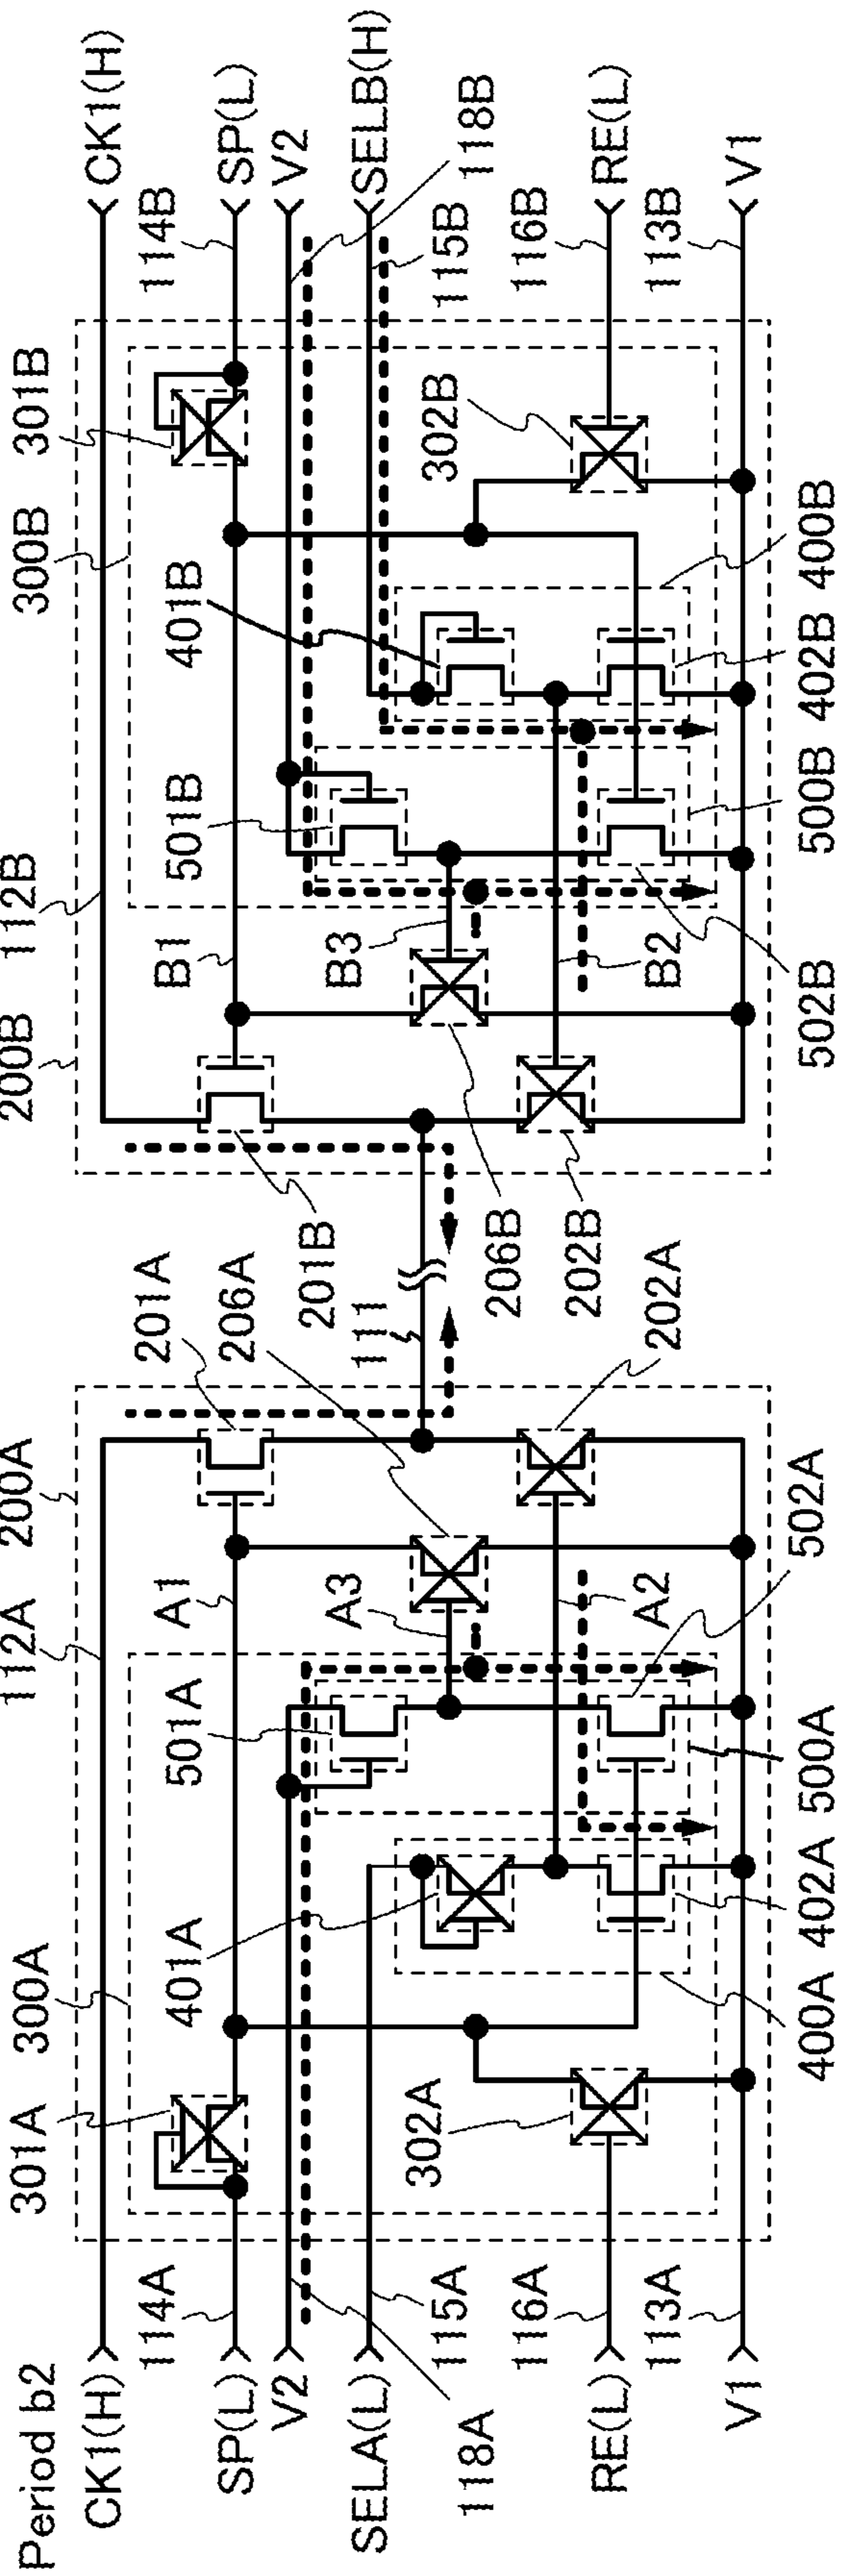 Period b2
301A
300A
112A
200A
200B
112B
300B
301B
CK1(H)
CK1(H)
114A
A1
201A
B1
114B
401A
501A
501B
401B
SP(L)
206A
SP(L)
V2
201B
V2
A3
111
B3
SELA(L)
SELB(H)
115A
302A
302B
115B
118A
206B
118B
116A
116B
RE(L)
202B
RE(L)
A2
202A
B2
113A
113B
V1
V1
502A
400A
402A
500A
502B
500B
402B
400B